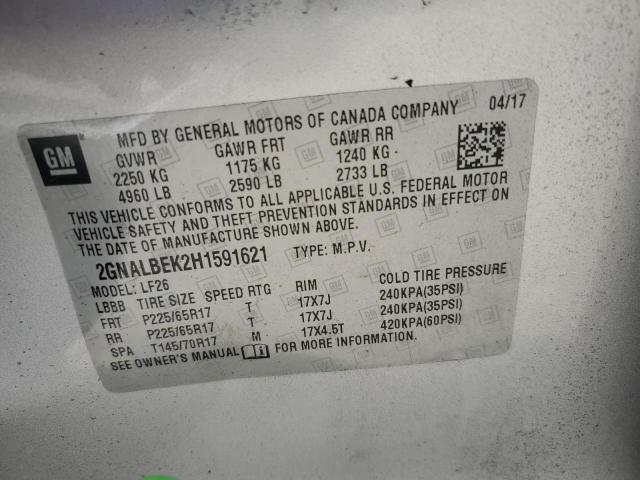 GM
MFD BY GENERAL MOTORS OF CANADA COMPANY 04/17
GVWR GAWR FRT GAWR RR
2250 KG 1175 KG 1240 KG
4960 LB 2590 LB 2733 LB
THIS VEHICLE CONFORMS TO ALL APPLICABLE U.S. FEDERAL MOTOR
VEHICLE SAFETY AND THEFT PREVENTION STANDARDS IN EFFECT ON
THE DATE OF MANUFACTURE SHOWN ABOVE.
2GNALBEK2H1591621 TYPE: M.P.V.
MODEL: LF26
LBBB TIRE SIZE SPEED RTG RIM COLD TIRE PRESSURE
FRT P225/65R17 T 17X7J 240KPA(35PSI)
RR P225/65R17 T 17X7J 240KPA(35PSI)
SPA T145/70R17 M 17X4.5T 420KPA(60PSI)
SEE OWNER'S MANUAL FOR MORE INFORMATION